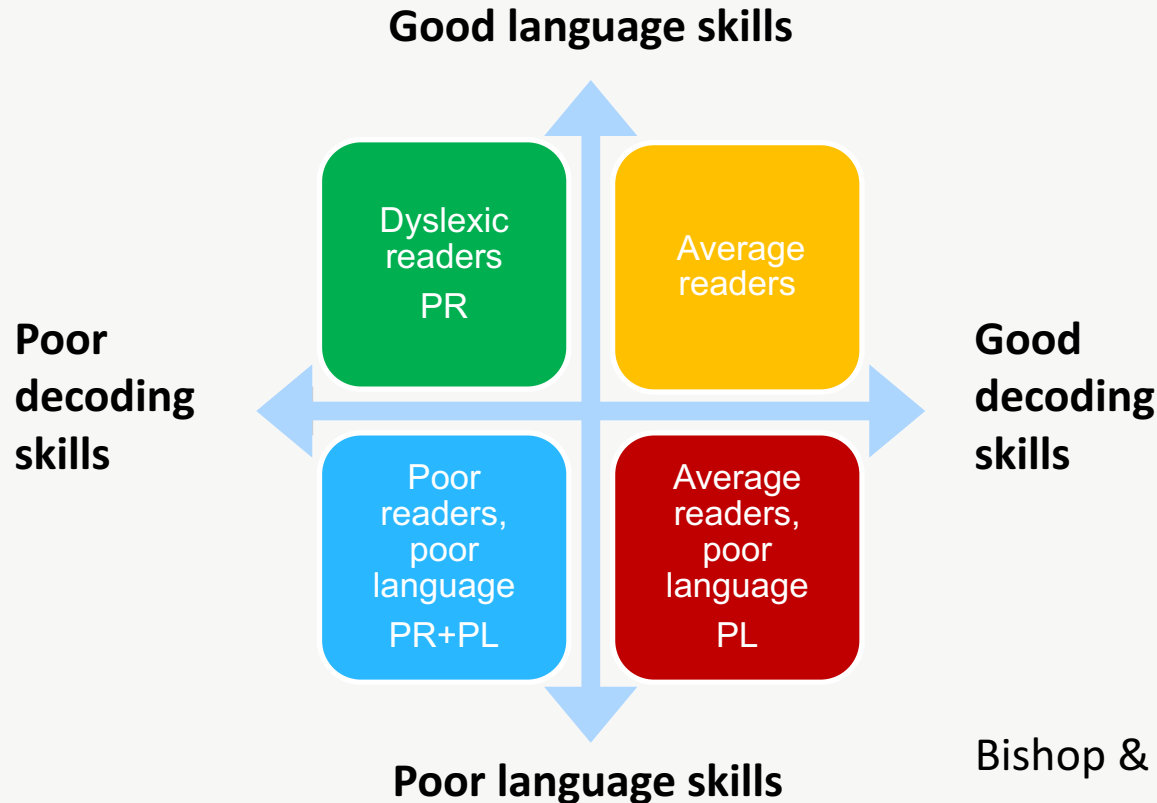 Good language skills
Dyslexic
readers
PR
Average
readers
Poor
decoding
skills
Good
decoding
skills
Poor
readers,
poor
language
PR+PL
Average
readers,
poor
language
PL
Poor language skills
Bishop &